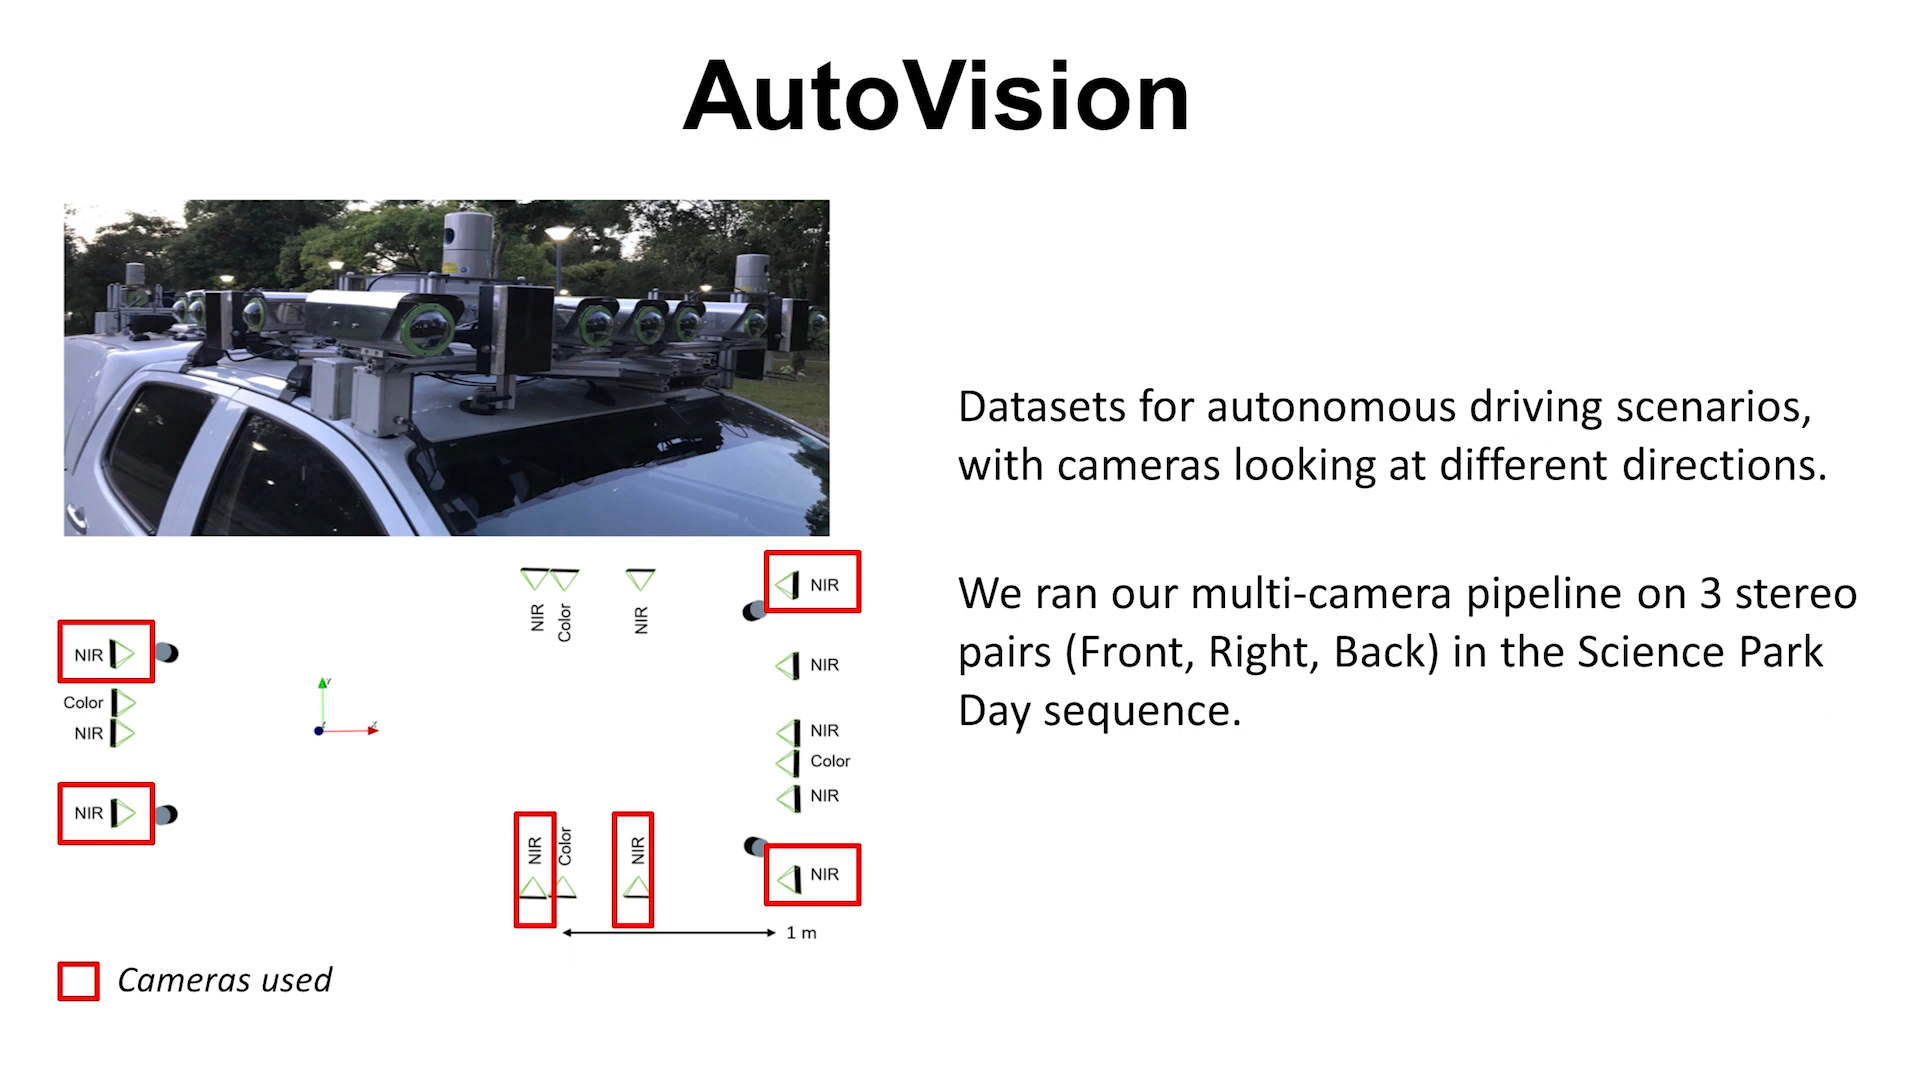 AutoVision
Datasets for autonomous driving scenarios,
with cameras looking at different directions.
We ran our multi-camera pipeline on 3 stereo
pairs (Front, Right, Back) in the Science Park
Day sequence.
NIR
Color
NIR
NIR
NIR
Color
NIR
NIR
NIR
NIR
Color
NIR
NIR
NIR
Color
NIR
1 m
Cameras used